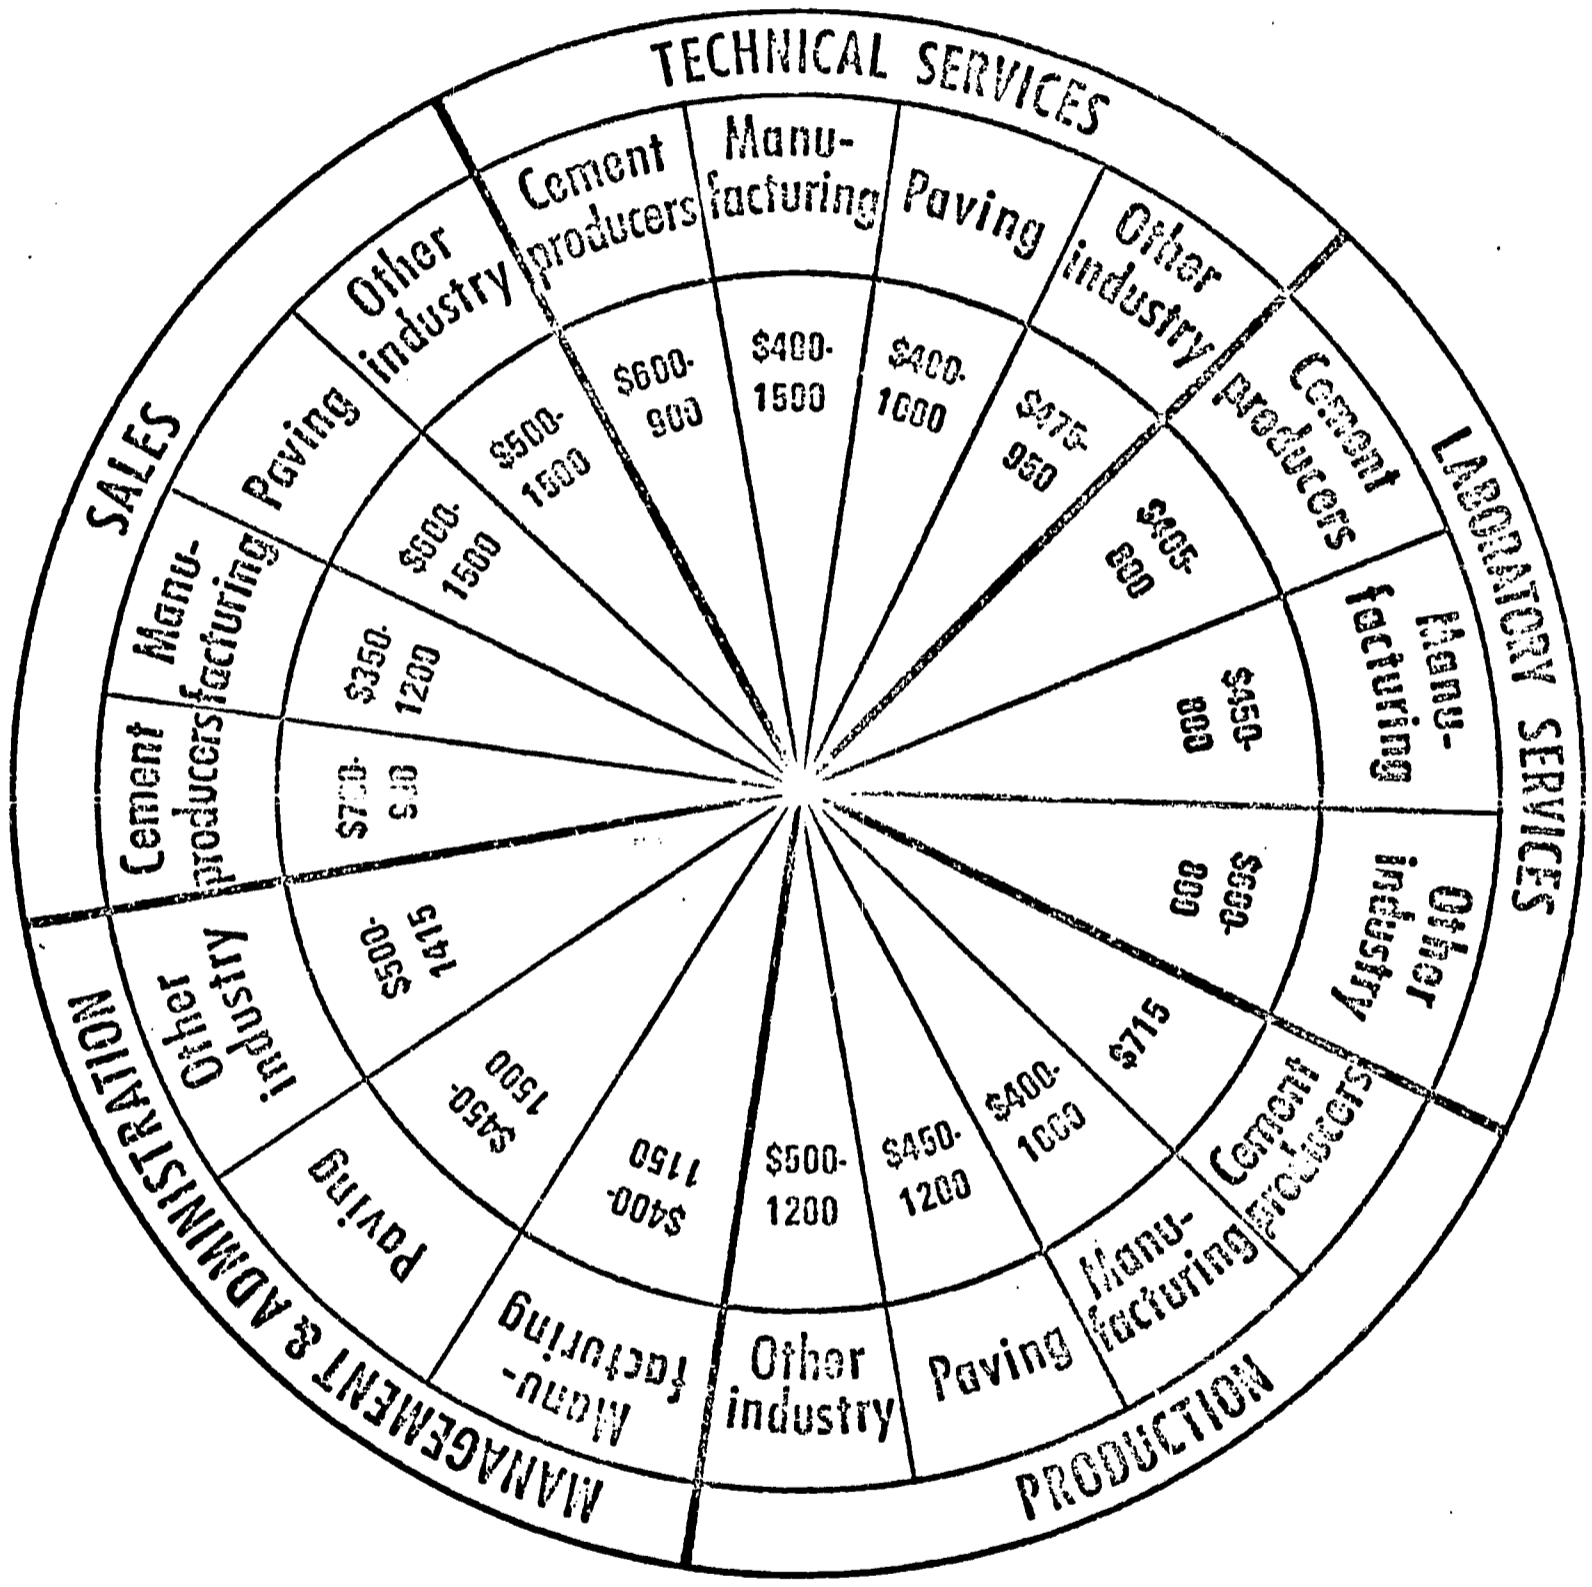 TECHNICAL SERVICES
Cement
producers
$600-
900
Manu-
facturing
$400-
1500
Paving
$400-
1000
Other
industry
$475-
950
LABORATORY SERVICES
Cement
producers
800
Manu-
facturing
$450-
800
Other
industry
$600-
800
PRODUCTION
Cement
producers
$715
Manu-
facturing
$400-
1000
Paving
$450-
1200
Other
industry
$500-
1200
MANAGEMENT & ADMINISTRATION
Manu-
facturing
$400-
1150
Paving
$450-
1500
Other
industry
$500-
1415
SALES
Cement
producers
Manu-
facturing
$350-
1200
Paving
$600-
1500
Other
industry
$500-
1500